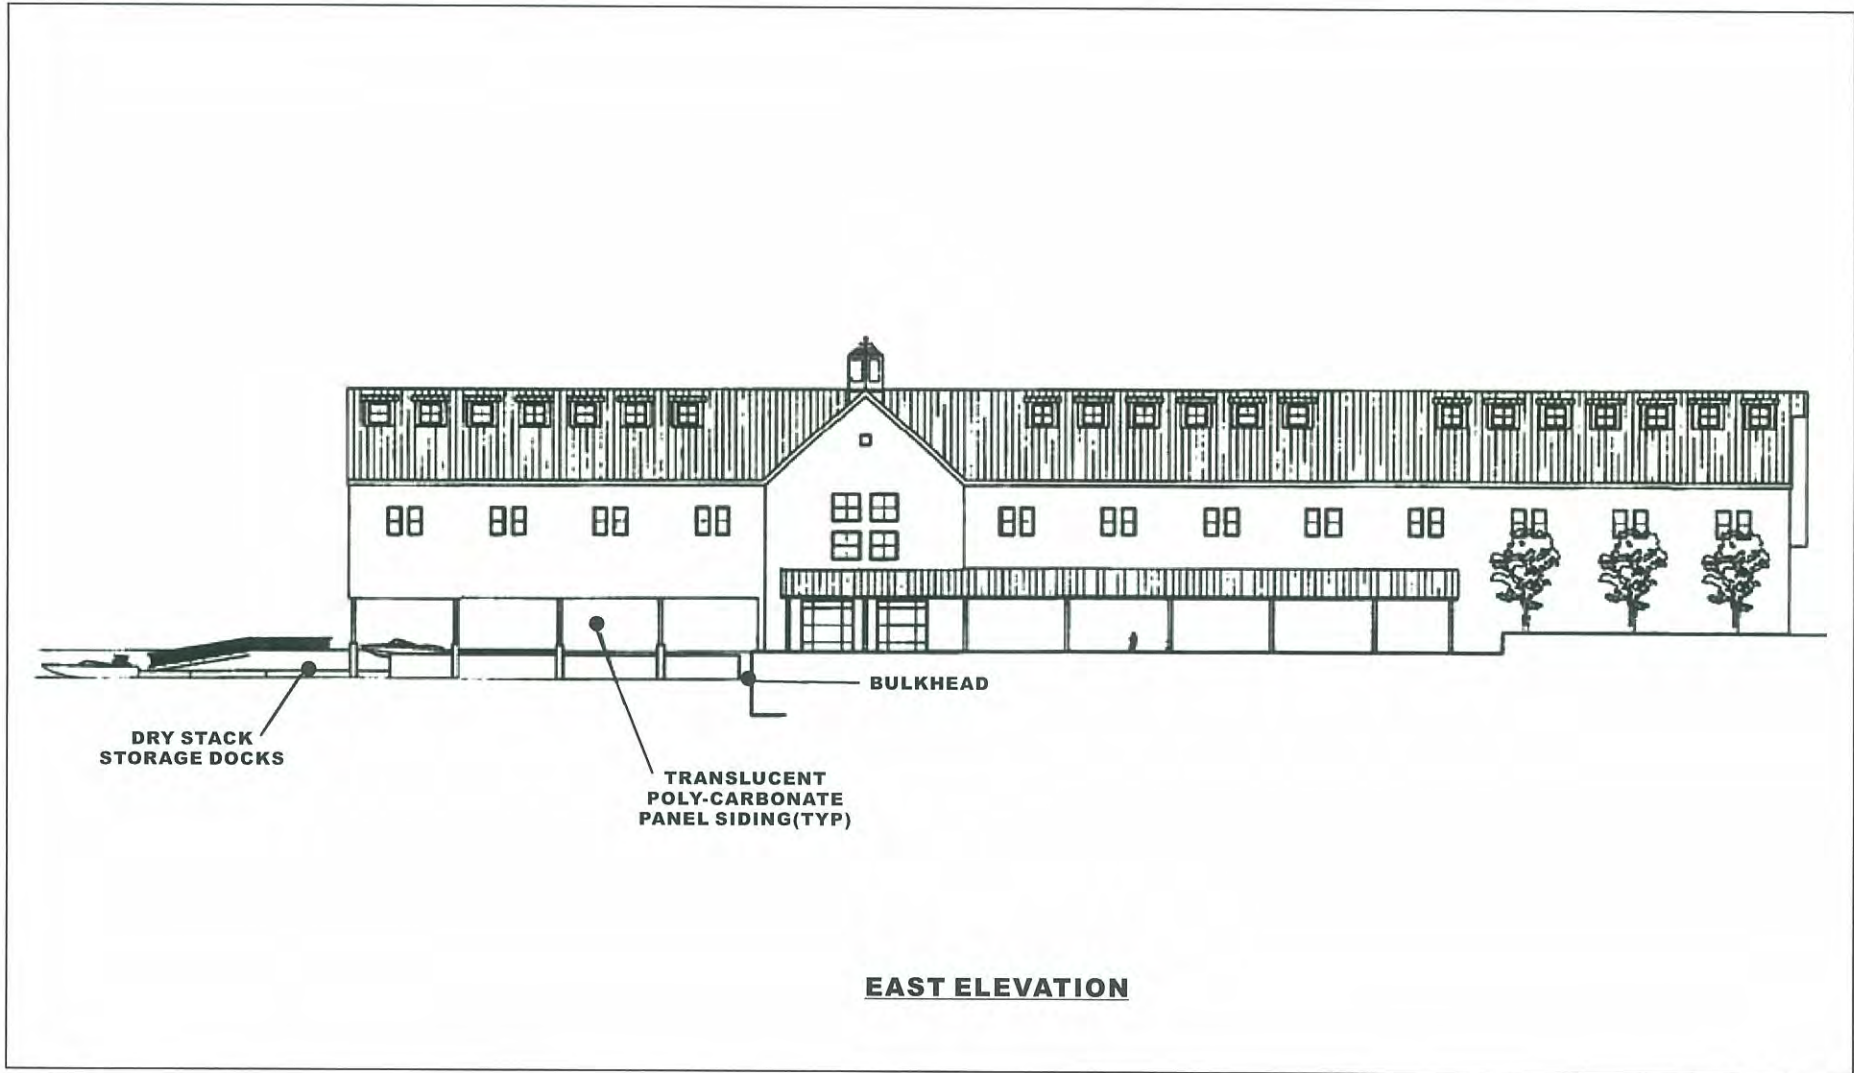 BULKHEAD
DRY STACK
STORAGE DOCKS
TRANSLUCENT
POLY-CARBONATE
PANEL SIDING(TYP)
EAST ELEVATION